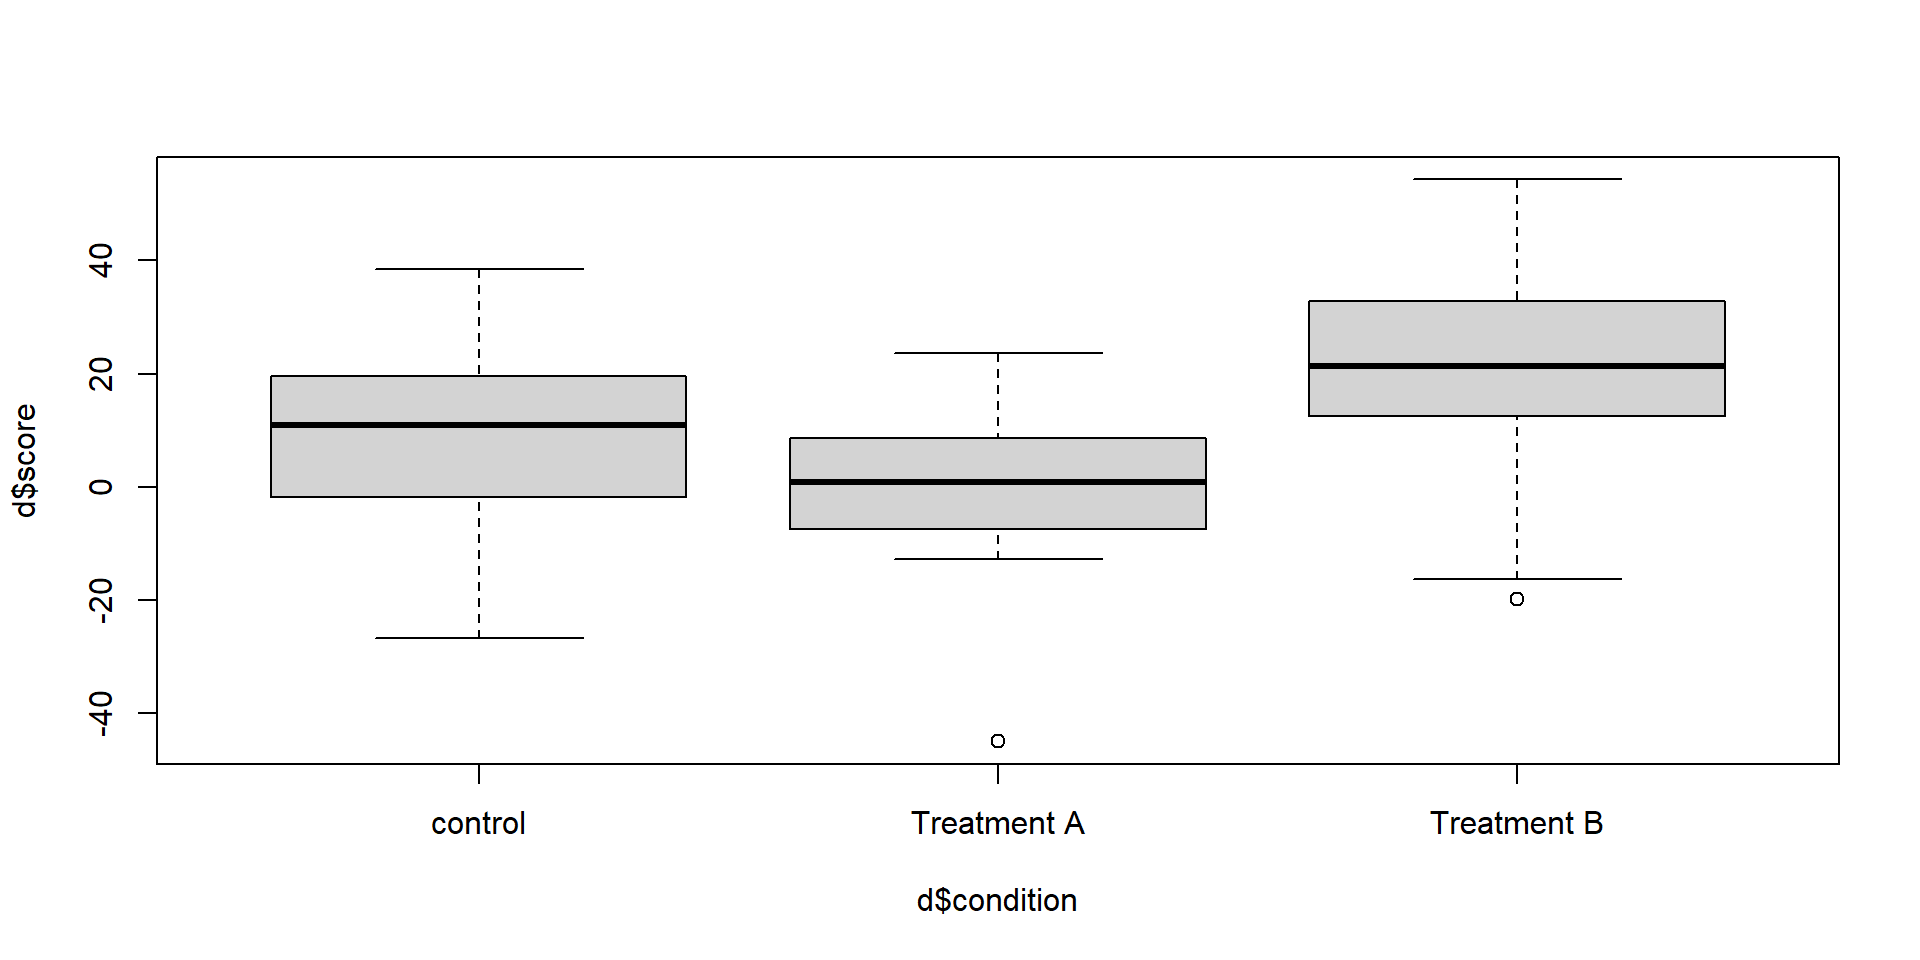 d$score
40
20
0
-20
-40
control
Treatment A
Treatment B
d$condition